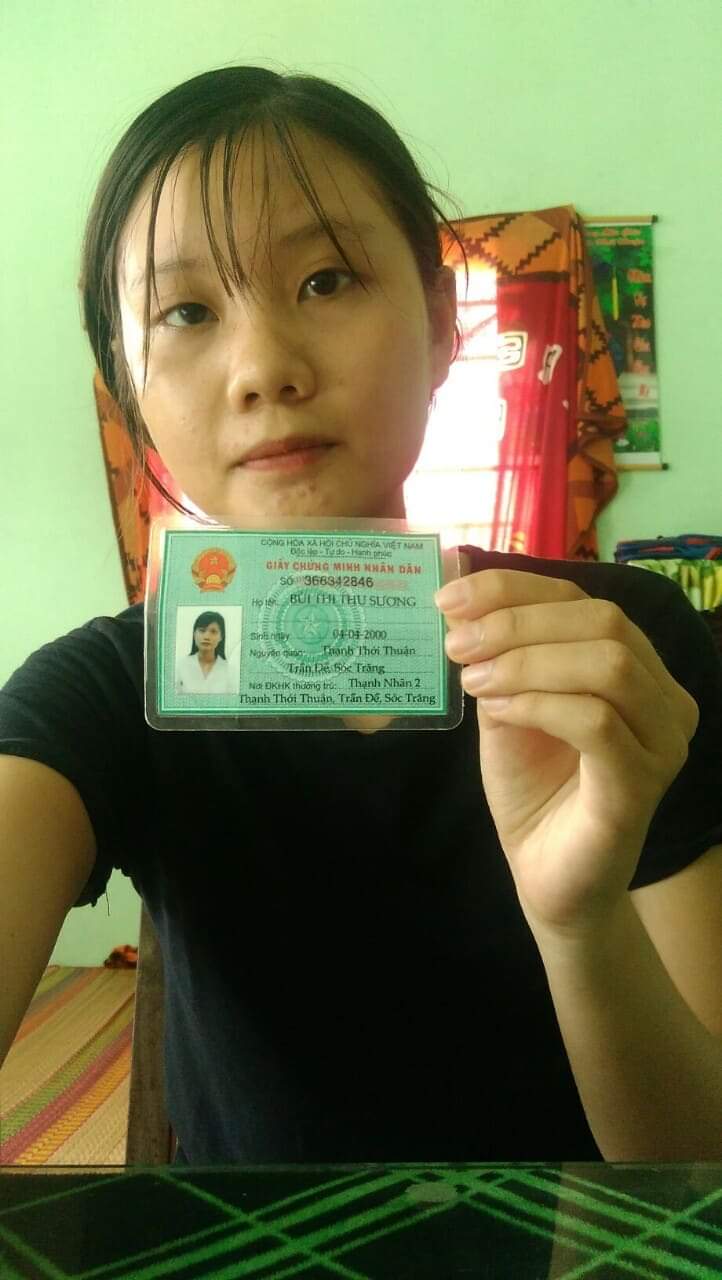 CỘNG HÒA XÃ HỘI CHỦ NGHĨA VIỆT NAM
Độc lập - Tự do - Hạnh phúc
GIẤY CHỨNG MINH NHÂN DÂN
SỐ 366342846
Họ tên: BÙI THỊ THU SƯƠNG
Sinh ngày: 04-04-2000
Nguyên quán: Thạnh Thới Thuận
Trần Đề, Sóc Trăng
Nơi ĐKHK thường trú: Thạnh Nhãn 2
Thạnh Thới Thuận, Trần Đề, Sóc Trăng